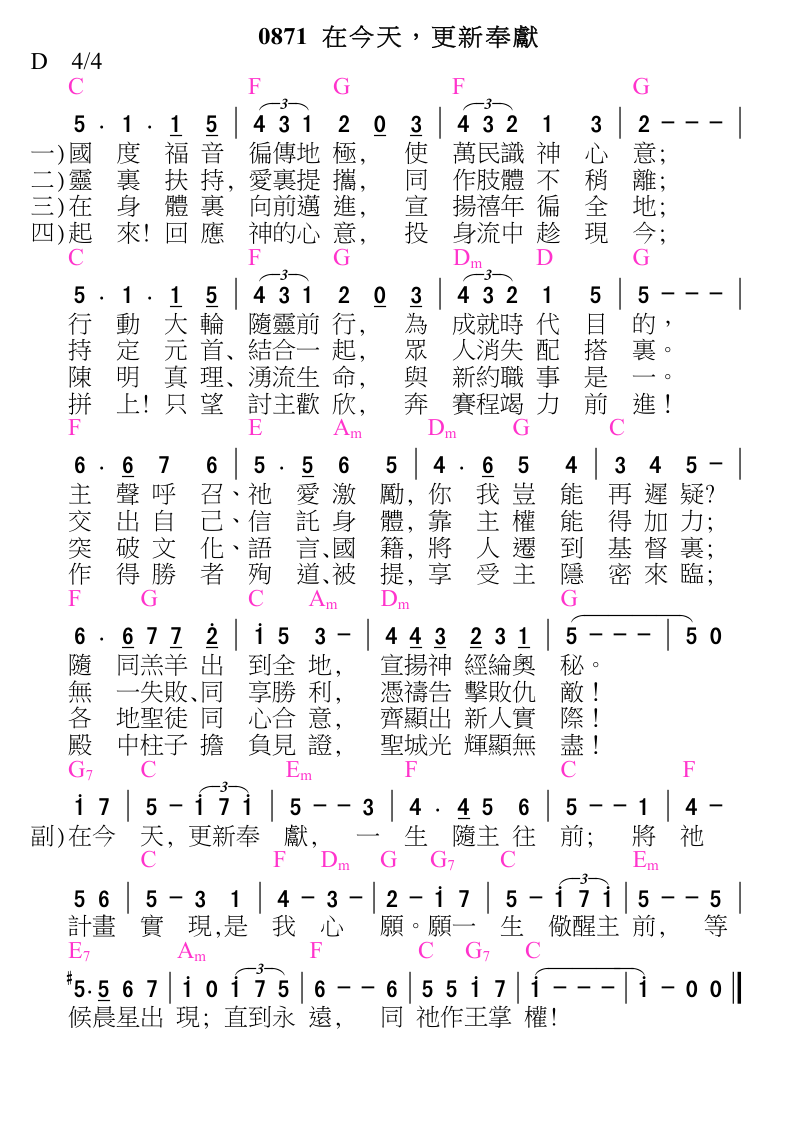 0871 在今天，更新奉獻
D 4/4
C F G F G
5 . 1 . 1 5 | 4 3 1 2 0 3 | 4 3 2 1 3 | 2 - - - |
一)國 度 福 音 徧傳地 極, 使 萬民識 神 心 意;
二)靈 裏 扶 持, 愛裏提 攜, 同 作肢體 不 稍 離;
三)在 身 體 裏 向前邁 進, 宣 揚禧年 徧 全 地;
四)起 來! 回 應 神的心 意, 投 身流中 趁 現 今;
C F G Dm D G
5 . 1 . 1 5 | 4 3 1 2 0 3 | 4 3 2 1 5 | 5 - - - |
行 動 大 輪 隨靈前 行, 為 成就時 代 目 的，
持 定 元 首、結合一 起, 眾 人消失 配 搭 裏。
陳 明 真 理、湧流生 命, 與 新約職 事 是 一。
拼 上! 只 望 討主歡 欣, 奔 賽程竭 力 前 進！
F E Am Dm G C
6 . 6 7 6 | 5 . 5 6 5 | 4 . 6 5 4 | 3 4 5 - |
主 聲 呼 召、祂 愛 激 勵, 你 我 豈 能 再 遲 疑?
交 出 自 己、信 託 身 體, 靠 主 權 能 得 加 力;
突 破 文 化、語 言、國 籍, 將 人 遷 到 基 督 裏;
作 得 勝 者 殉 道、被 提, 享 受 主 隱 密 來 臨;
F G C Am Dm G
6 . 6 7 7 2 | 1 5 3 - | 4 4 3 2 3 1 | 5 - - - | 5 0
隨 同羔羊 出 到全 地, 宣揚神 經綸奧 秘。
無 一失敗、同 享勝 利, 憑禱告 擊敗仇 敵！
各 地聖徒 同 心合 意, 齊顯出 新人實 際！
殿 中柱子 擔 負見 證, 聖城光 輝顯無 盡！
G7 C Em F C F
1 7 | 5 - 1 7 1 | 5 - - 3 | 4 . 4 5 6 | 5 - - 1 | 4 -
副)在今 天, 更新奉 獻, 一 生 隨主 往 前; 將 祂
C F Dm G G7 C Em
5 6 | 5 - 3 1 | 4 - 3 - | 2 - 1 7 | 5 - 1 7 1 | 5 - - 5 |
計畫 實 現,是 我 心 願。願一 生 儆醒主 前, 等
E7 Am F C G7 C
#5. 5 6 7 | 1 0 1 7 5 | 6 - - 6 | 5 5 1 7 | 1 - - - | 1 - 0 0 ‖
候晨星出 現; 直到永 遠, 同 祂作王掌 權!